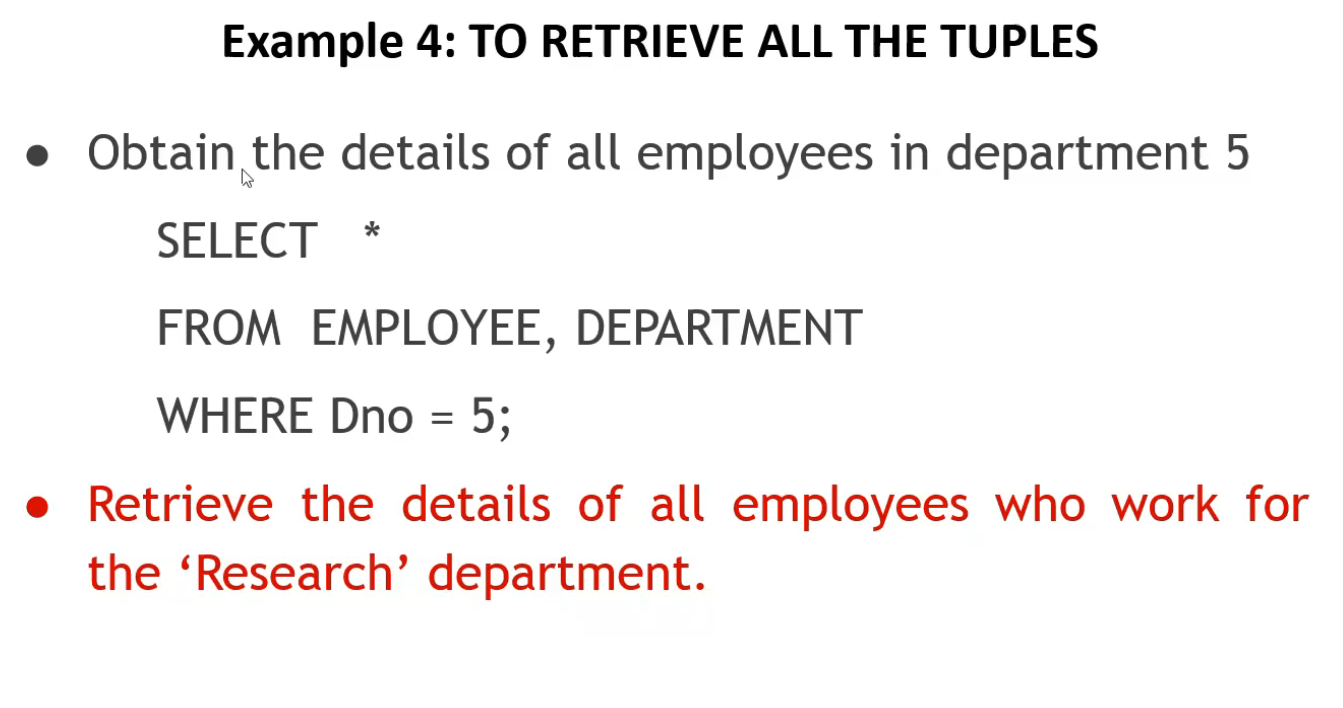 Example 4: TO RETRIEVE ALL THE TUPLES
● Obtain the details of all employees in department 5
SELECT *
FROM EMPLOYEE, DEPARTMENT
WHERE Dno = 5;
● Retrieve the details of all employees who work for
the ‘Research’ department.